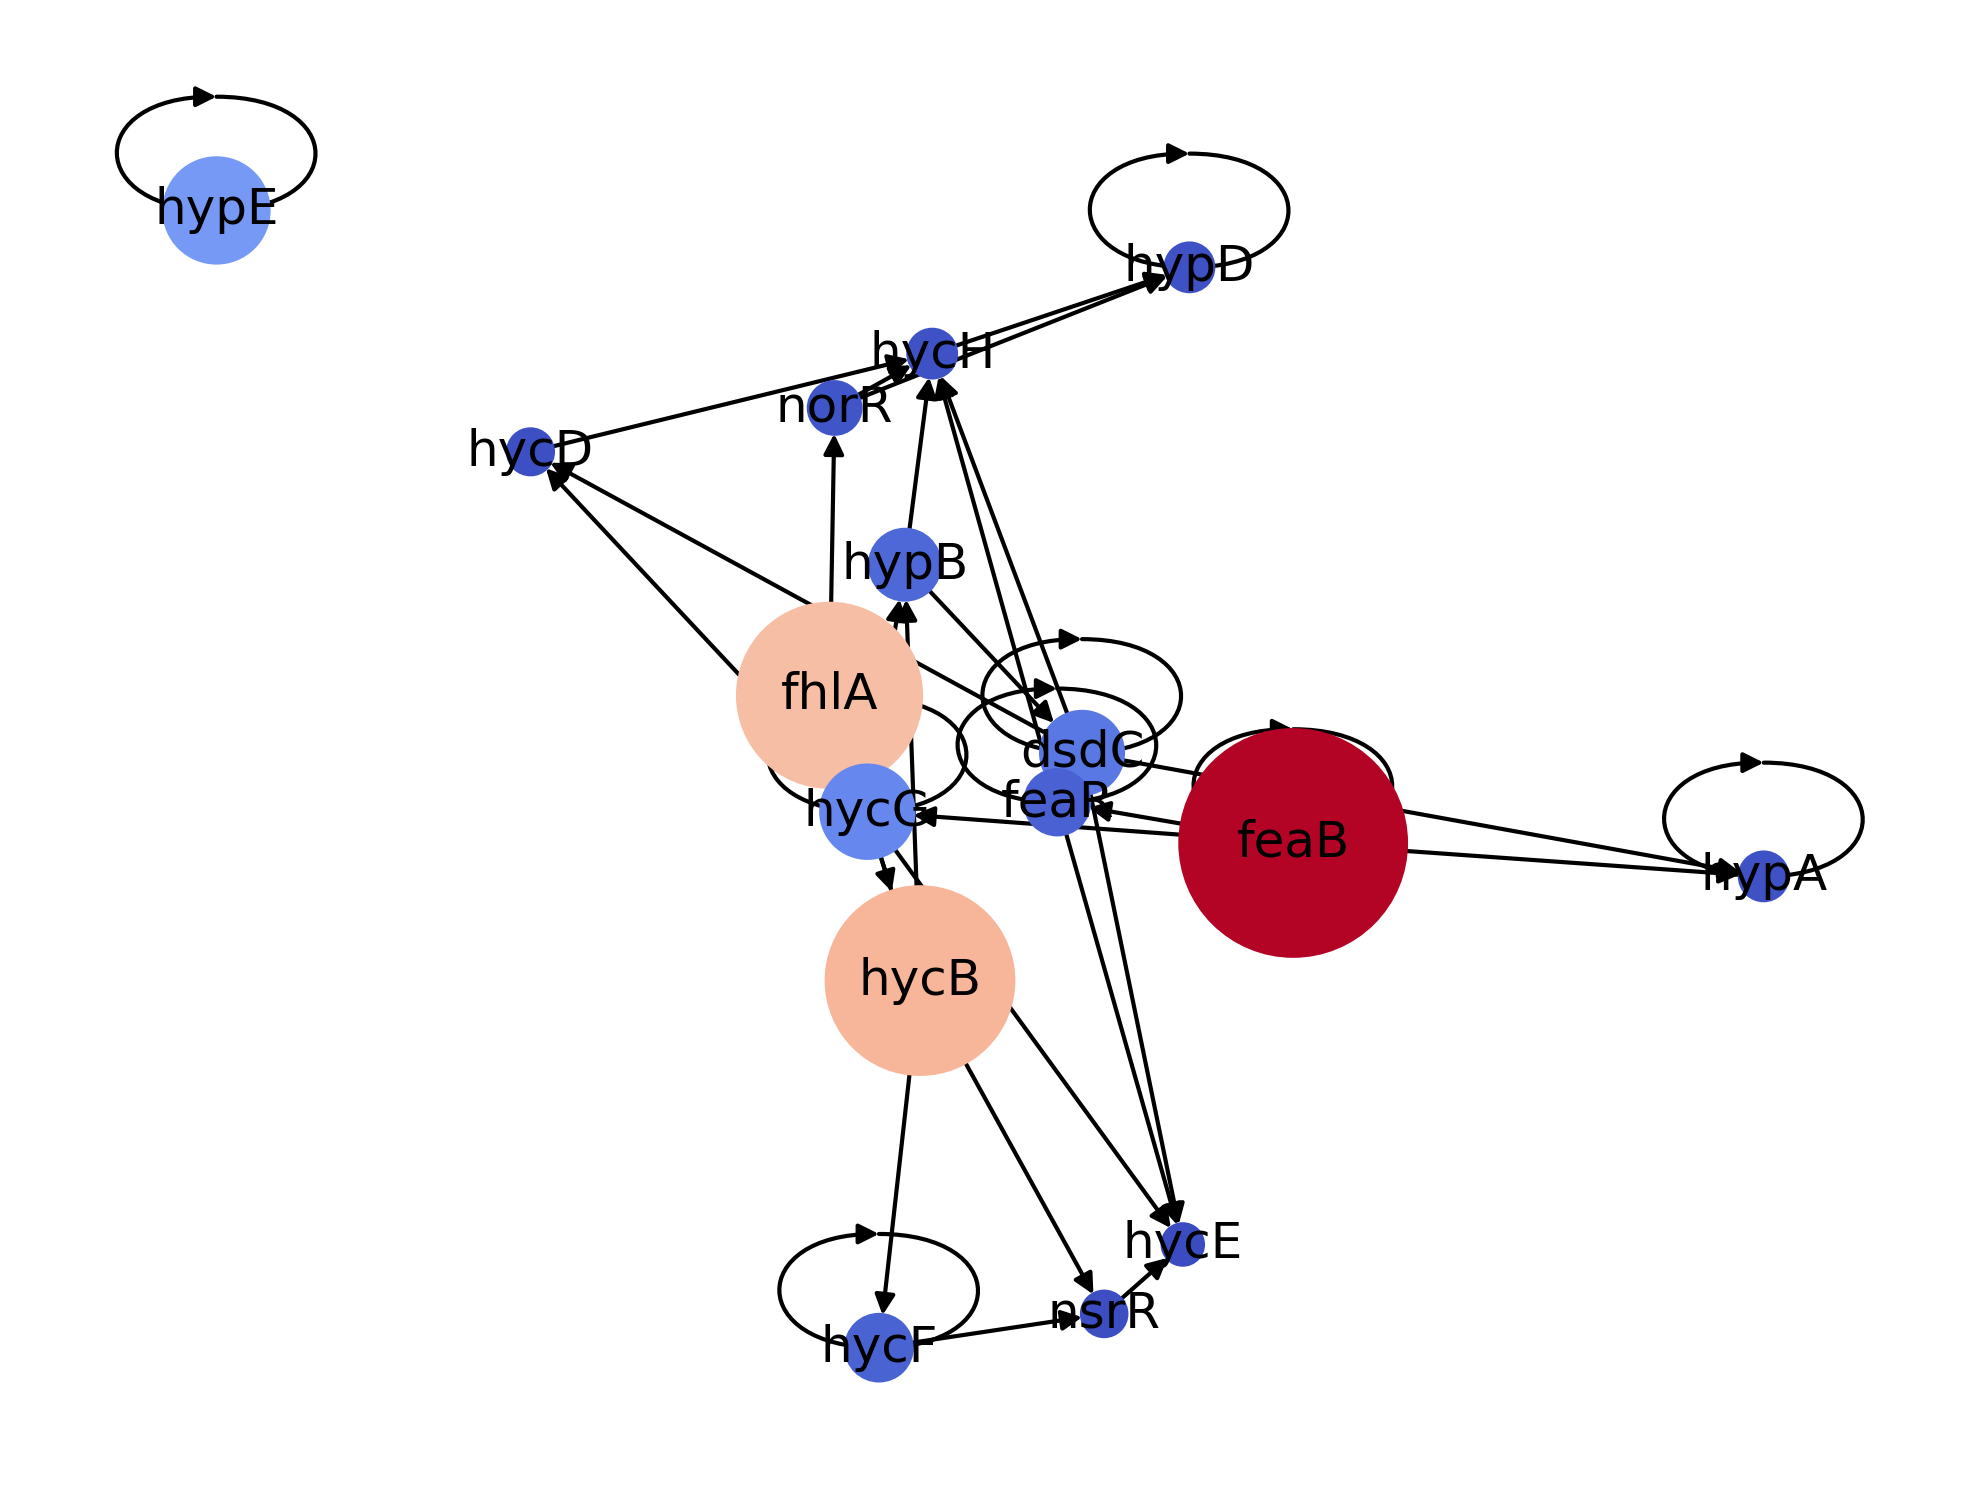 hypE
hypD
hycH
norR
hycD
hypB
fhlA
dsdC
feaR
hycG
feaB
hypA
hycB
hycE
nsrR
hycF